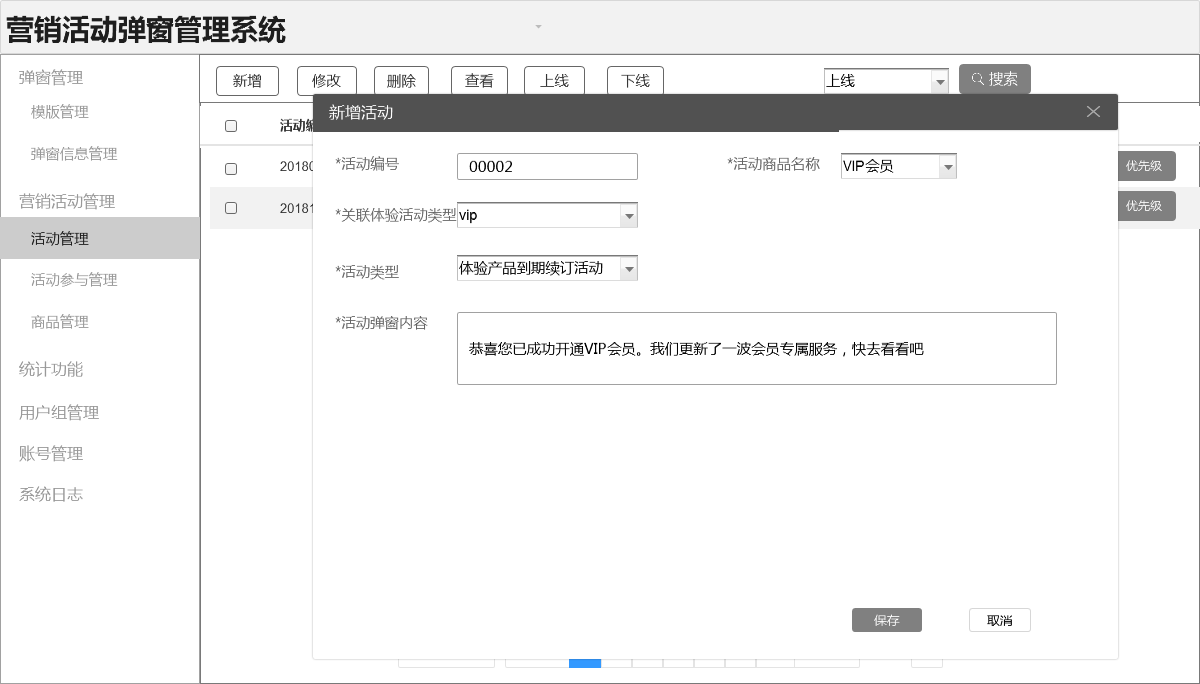 营销活动弹窗管理系统
弹窗管理
模版管理
弹窗信息管理
营销活动管理
活动管理
活动参与管理
商品管理
统计功能
用户组管理
账号管理
系统日志
新增 修改 删除 查看 上线 下线 上线 搜索
活动编
20180
20181
优先级
优先级
新增活动
*活动编号 00002 *活动商品名称 VIP会员
*关联体验活动类型 vip
*活动类型 体验产品到期续订活动
*活动弹窗内容 恭喜您已成功开通VIP会员。我们更新了一波会员专属服务，快去看看吧
保存 取消